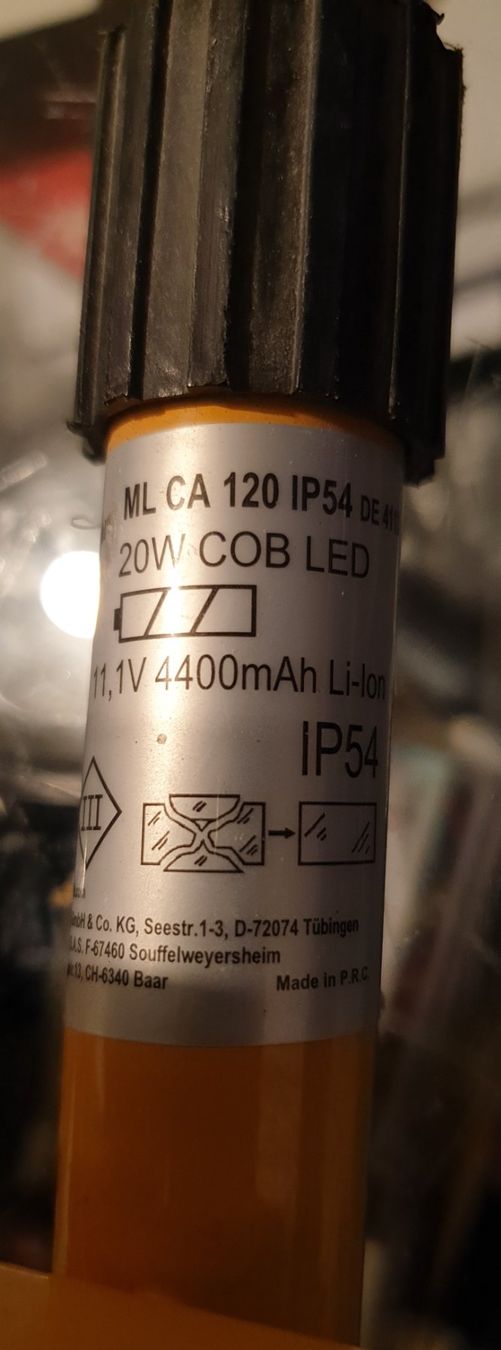 ML CA 120 IP54 DE
20W COB LED
11,1V 4400mAh Li-Ion
IP54
III
& Co. KG, Seestr.1-3, D-72074 Tübingen
F-67460 Souffelweyersheim
CH-6340 Baar Made in P.R.C.